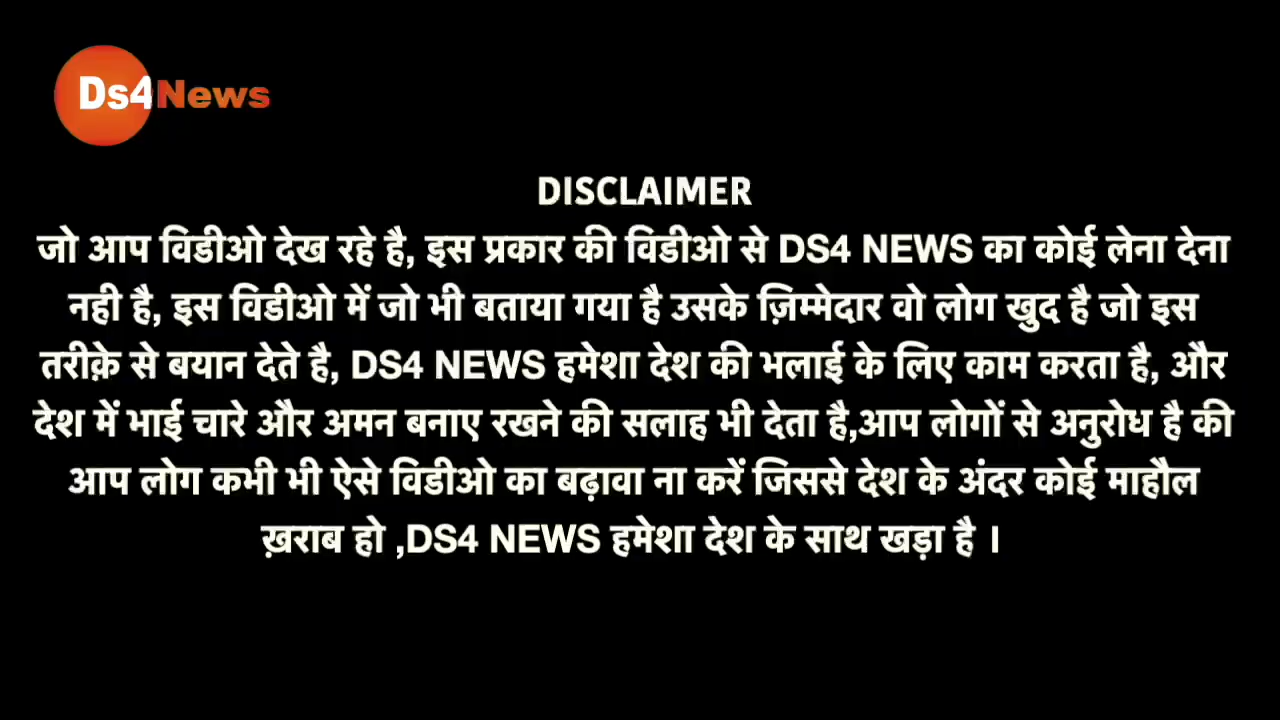 Ds4News
DISCLAIMER
जो आप विडीओ देख रहे है, इस प्रकार की विडीओ से DS4 NEWS का कोई लेना देना
नही है, इस विडीओ में जो भी बताया गया है उसके ज़िम्मेदार वो लोग खुद है जो इस
तरीक़े से बयान देते है, DS4 NEWS हमेशा देश की भलाई के लिए काम करता है, और
देश में भाई चारे और अमन बनाए रखने की सलाह भी देता है,आप लोगों से अनुरोध है की
आप लोग कभी भी ऐसे विडीओ का बढ़ावा ना करें जिससे देश के अंदर कोई माहौल
ख़राब हो ,DS4 NEWS हमेशा देश के साथ खड़ा है ।